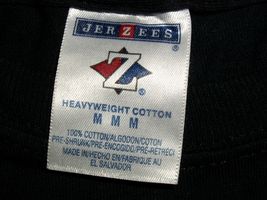 JERZEES®
Z®
HEAVYWEIGHT COTTON
M M M
100% COTTON/ALGODON/COTON
PRE-SHRUNK/PRE-ENCOGIDO/PRE-RETRECI
MADE IN/HECHO EN/FABRIQUE AU
EL SALVADOR